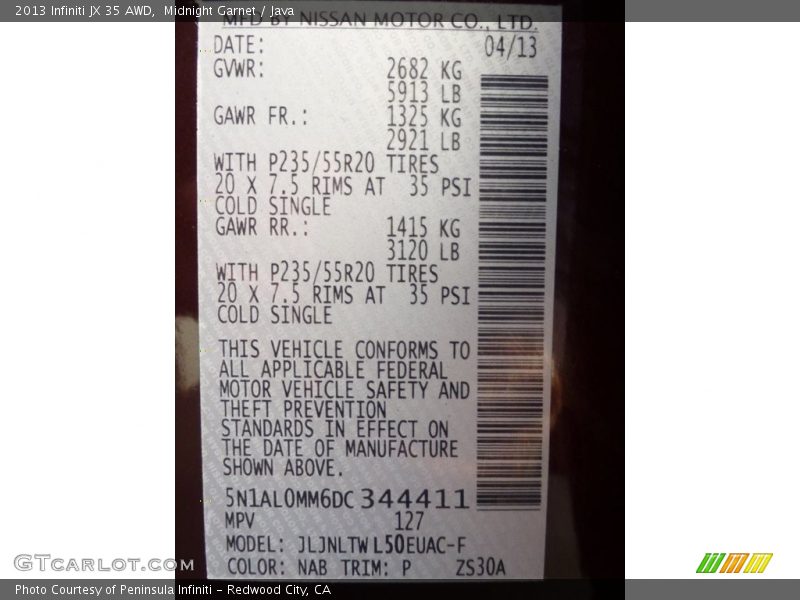 2013 Infiniti JX 35 AWD, Midnight Garnet / Java
MFD BY NISSAN MOTOR CO., LTD.
DATE: 04/13
GVWR: 2682 KG
5913 LB
GAWR FR.: 1325 KG
2921 LB
WITH P235/55R20 TIRES
20 X 7.5 RIMS AT 35 PSI
COLD SINGLE
GAWR RR.: 1415 KG
3120 LB
WITH P235/55R20 TIRES
20 X 7.5 RIMS AT 35 PSI
COLD SINGLE
THIS VEHICLE CONFORMS TO
ALL APPLICABLE FEDERAL
MOTOR VEHICLE SAFETY AND
THEFT PREVENTION
STANDARDS IN EFFECT ON
THE DATE OF MANUFACTURE
SHOWN ABOVE.
5N1AL0MM6DC344411
MPV 127
MODEL: JLJNLTWL50EUAC-F
COLOR: NAB TRIM: P ZS30A
GTCarLot.com
Photo Courtesy of Peninsula Infiniti – Redwood City, CA